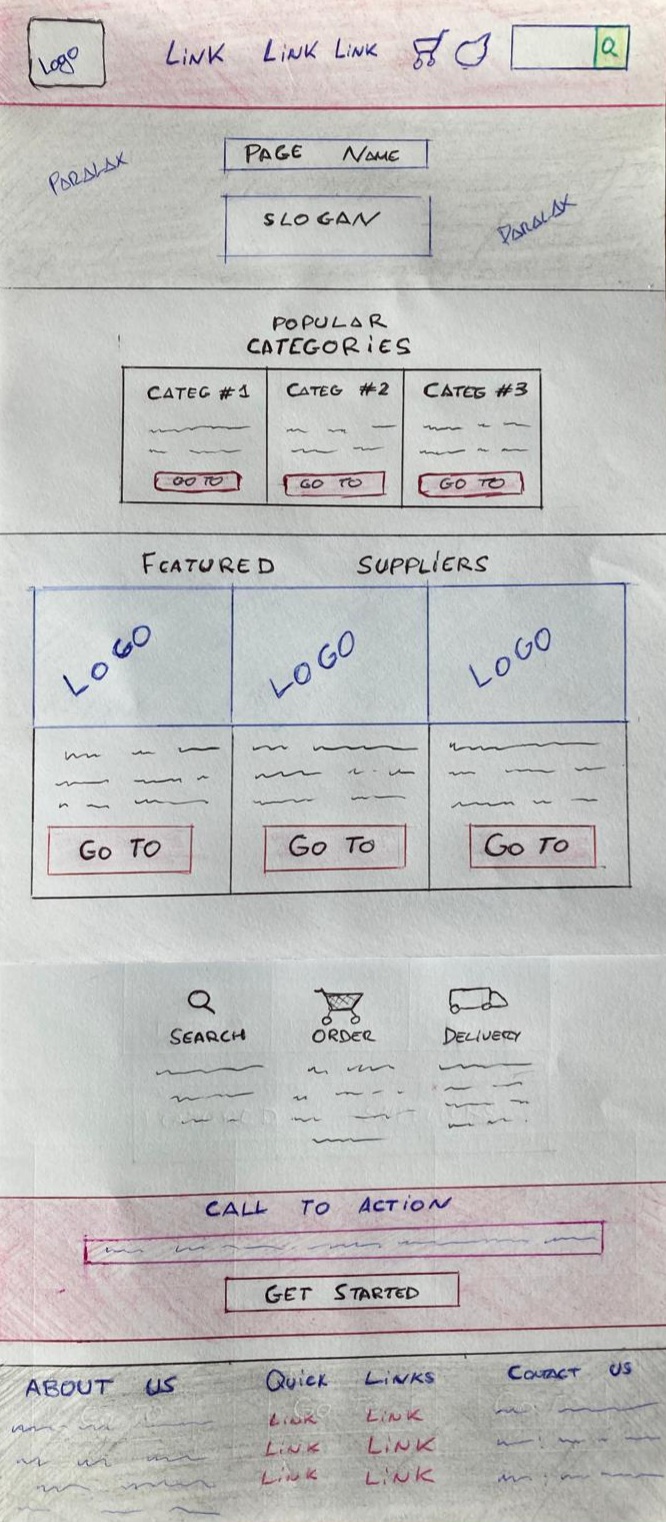 Logo LINK LINK LINK
PARALAX
PAGE NAME
SLOGAN
PARALAX
POPULAR
CATEGORIES
CATEG #1 CATEG #2 CATEG #3
GO TO GO TO GO TO
FEATURED SUPPLIERS
LOGO LOGO LOGO
GO TO GO TO GO TO
SEARCH ORDER DELIVERY
CALL TO ACTION
GET STARTED
ABOUT US QUICK LINKS CONTACT US
LINK LINK
LINK LINK
LINK LINK